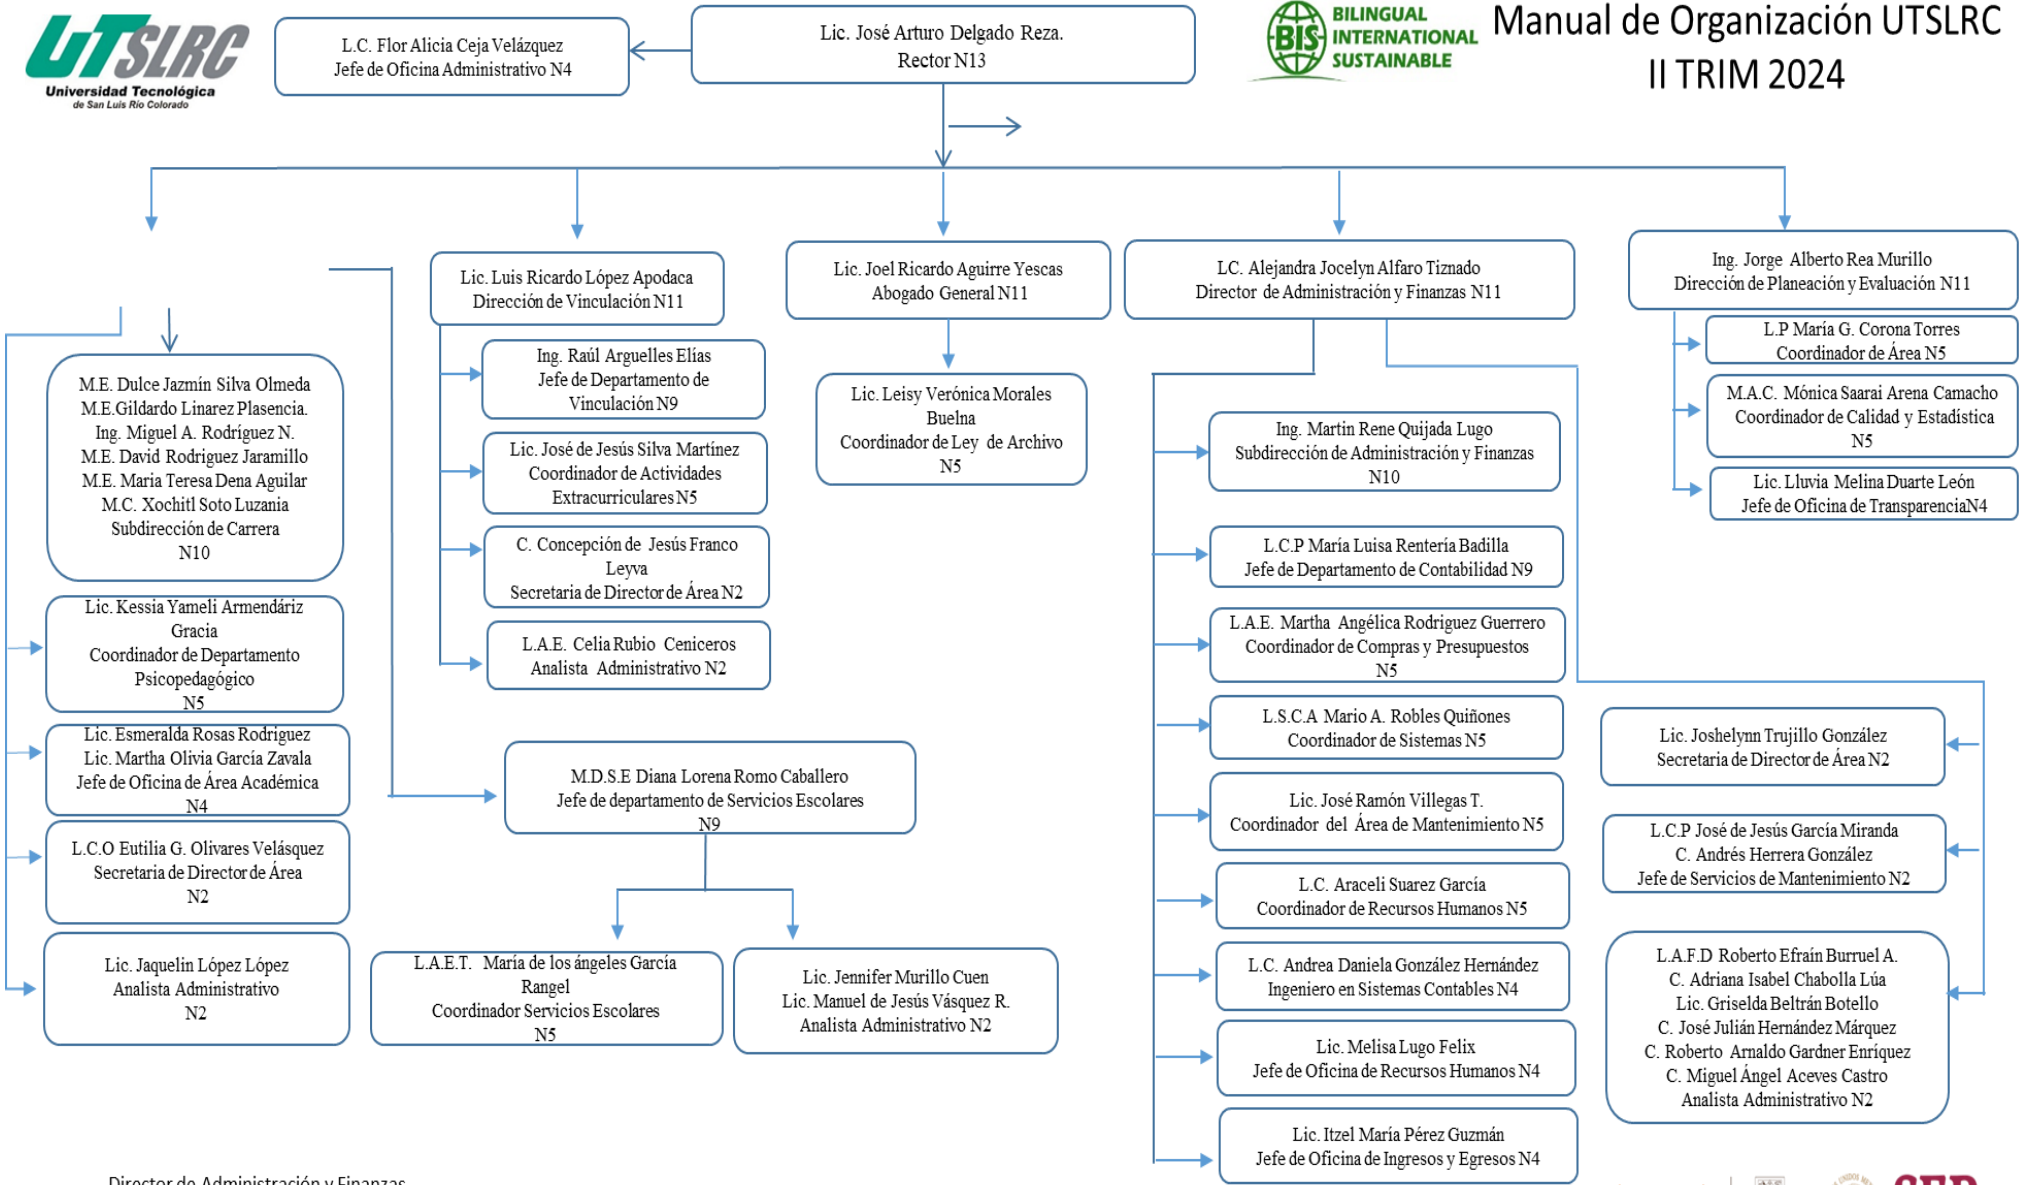 UTSLRC
Universidad Tecnológica
de San Luis Río Colorado
L.C. Flor Alicia Ceja Velázquez
Jefe de Oficina Administrativo N4
Lic. José Arturo Delgado Reza.
Rector N13
BIS
BILINGUAL
INTERNATIONAL
SUSTAINABLE
Manual de Organización UTSLRC
II TRIM 2024
Lic. Luis Ricardo López Apodaca
Dirección de Vinculación N11
Lic. Joel Ricardo Aguirre Yescas
Abogado General N11
LC. Alejandra Jocelyn Alfaro Tiznado
Director de Administración y Finanzas N11
Ing. Jorge Alberto Rea Murillo
Dirección de Planeación y Evaluación N11
M.E. Dulce Jazmín Silva Olmeda
M.E.Gildardo Linarez Plasencia.
Ing. Miguel A. Rodríguez N.
M.E. David Rodriguez Jaramillo
M.E. Maria Teresa Dena Aguilar
M.C. Xochitl Soto Luzania
Subdirección de Carrera
N10
Lic. Kessia Yameli Armendáriz
Gracia
Coordinador de Departamento
Psicopedagógico
N5
Lic. Esmeralda Rosas Rodriguez
Lic. Martha Olivia García Zavala
Jefe de Oficina de Área Académica
N4
L.C.O Eutilia G. Olivares Velásquez
Secretaria de Director de Área
N2
Lic. Jaquelin López López
Analista Administrativo
N2
Ing. Raúl Arguelles Elías
Jefe de Departamento de
Vinculación N9
Lic. José de Jesús Silva Martínez
Coordinador de Actividades
Extracurriculares N5
C. Concepción de Jesús Franco
Leyva
Secretaria de Director de Área N2
L.A.E. Celia Rubio Ceniceros
Analista Administrativo N2
M.D.S.E Diana Lorena Romo Caballero
Jefe de departamento de Servicios Escolares
N9
L.A.E.T. María de los ángeles García
Rangel
Coordinador Servicios Escolares
N5
Lic. Jennifer Murillo Cuen
Lic. Manuel de Jesús Vásquez R.
Analista Administrativo N2
Lic. Leisy Verónica Morales
Buelna
Coordinador de Ley de Archivo
N5
Ing. Martin Rene Quijada Lugo
Subdirección de Administración y Finanzas
N10
L.C.P María Luisa Rentería Badilla
Jefe de Departamento de Contabilidad N9
L.A.E. Martha Angélica Rodriguez Guerrero
Coordinador de Compras y Presupuestos
N5
L.S.C.A Mario A. Robles Quiñones
Coordinador de Sistemas N5
Lic. José Ramón Villegas T.
Coordinador del Área de Mantenimiento N5
L.C. Araceli Suarez García
Coordinador de Recursos Humanos N5
L.C. Andrea Daniela González Hernández
Ingeniero en Sistemas Contables N4
Lic. Melisa Lugo Felix
Jefe de Oficina de Recursos Humanos N4
Lic. Itzel María Pérez Guzmán
Jefe de Oficina de Ingresos y Egresos N4
L.P María G. Corona Torres
Coordinador de Área N5
M.A.C. Mónica Saarai Arena Camacho
Coordinador de Calidad y Estadística
N5
Lic. Lluvia Melina Duarte León
Jefe de Oficina de TransparenciaN4
Lic. Joshelynn Trujillo González
Secretaria de Director de Área N2
L.C.P José de Jesús García Miranda
C. Andrés Herrera González
Jefe de Servicios de Mantenimiento N2
L.A.F.D Roberto Efraín Burruel A.
C. Adriana Isabel Chabolla Lúa
Lic. Griselda Beltrán Botello
C. José Julián Hernández Márquez
C. Roberto Arnaldo Gardner Enríquez
C. Miguel Ángel Aceves Castro
Analista Administrativo N2
Director de Administración y Finanzas
SEP